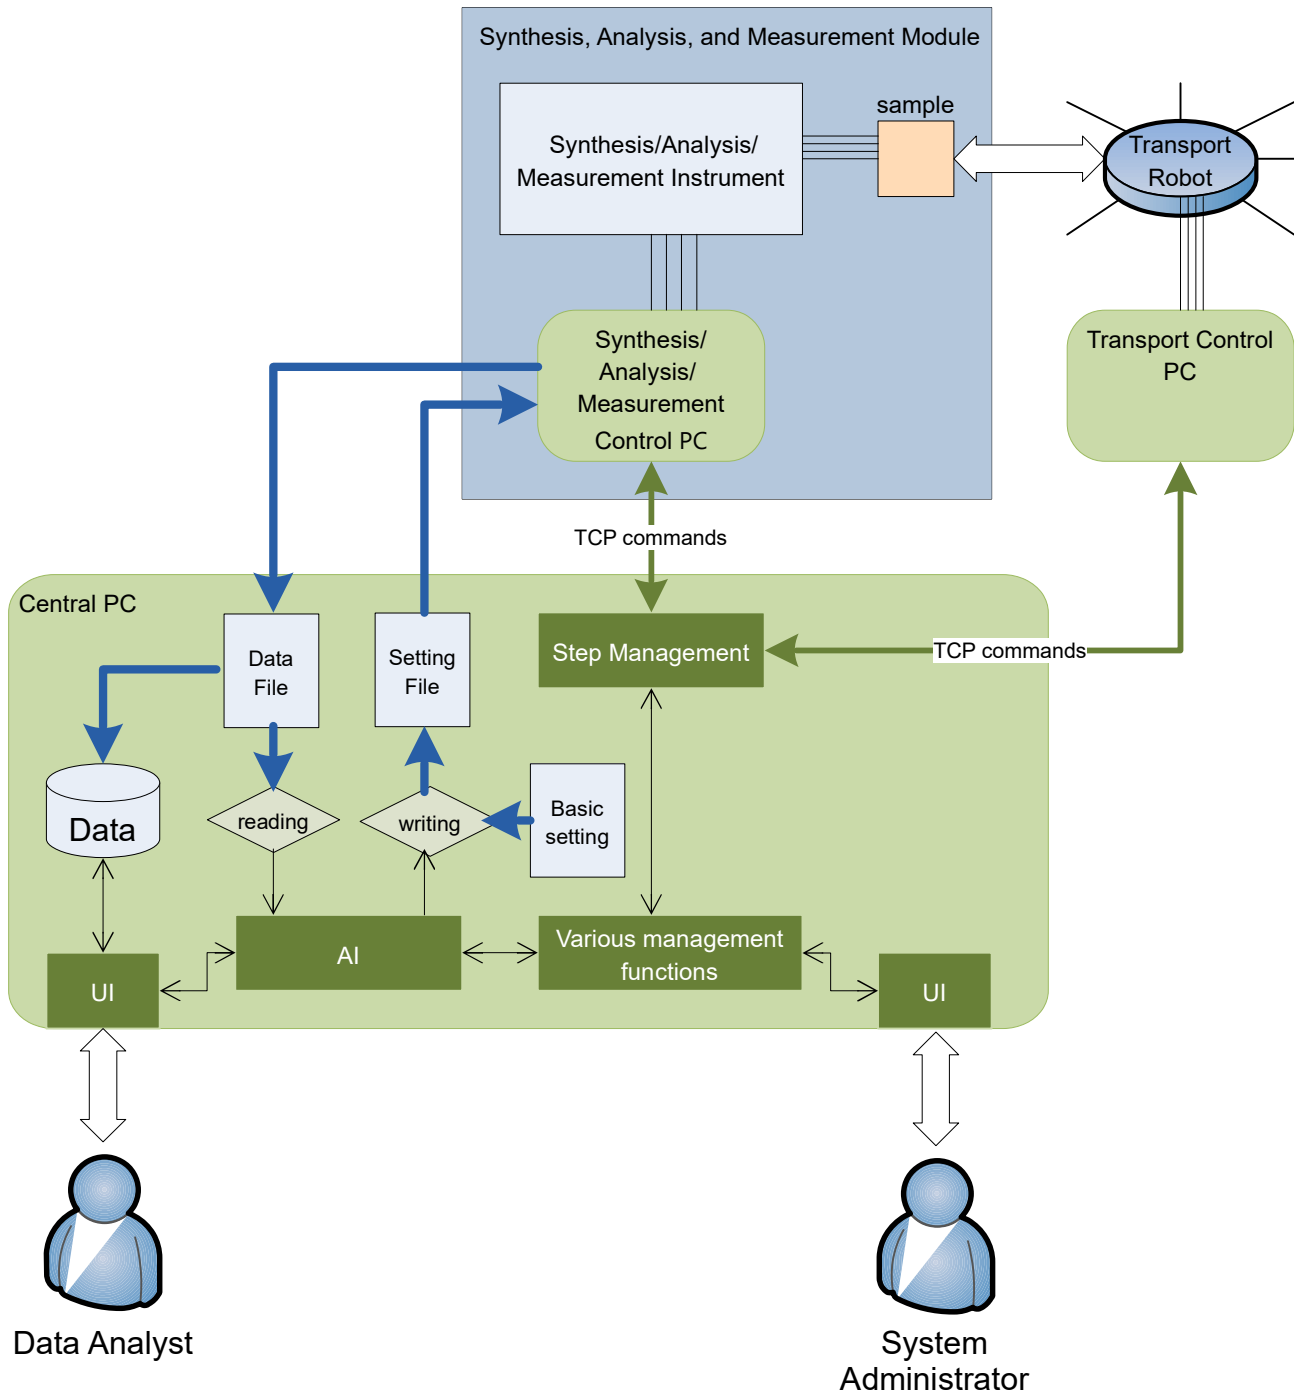 Synthesis, Analysis, and Measurement Module
sample
Synthesis/Analysis/
Measurement Instrument
Transport
Robot
Synthesis/
Analysis/
Measurement
Control PC
Transport Control
PC
TCP commands
Central PC
Data
File
Setting
File
Step Management
TCP commands
Data
reading
writing
Basic
setting
AI
Various management
functions
UI
UI
Data Analyst
System
Administrator